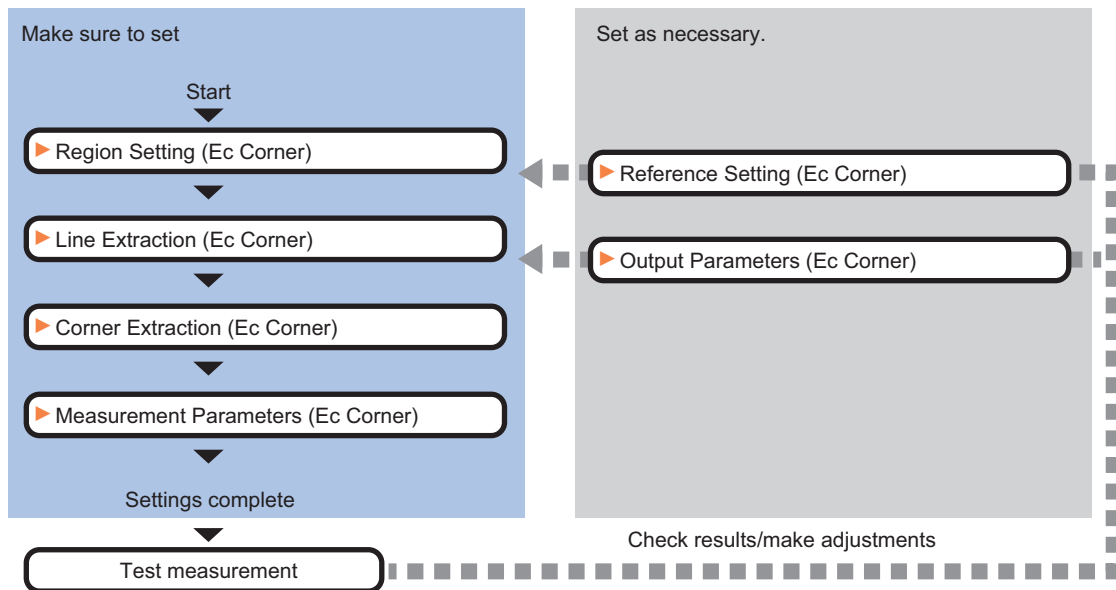 Make sure to set
Start
Region Setting (Ec Corner)
Line Extraction (Ec Corner)
Corner Extraction (Ec Corner)
Measurement Parameters (Ec Corner)
Settings complete
Test measurement
Set as necessary.
Reference Setting (Ec Corner)
Output Parameters (Ec Corner)
Check results/make adjustments